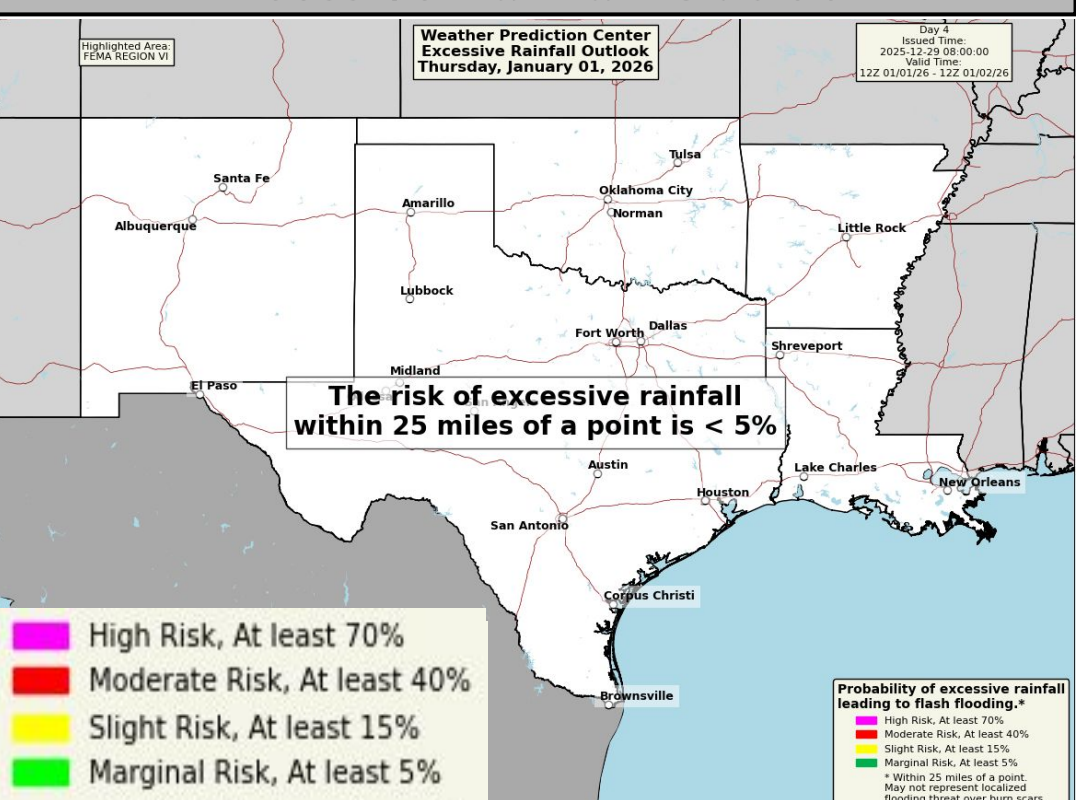 Highlighted Area:
FEMA REGION VI
Weather Prediction Center
Excessive Rainfall Outlook
Thursday, January 01, 2026
Day 4
Issued Time:
2025-12-29 08:00:00
Valid Time:
12Z 01/01/26 - 12Z 01/02/26
Tulsa
Santa Fe
Oklahoma City
Amarillo
Norman
Albuquerque
Little Rock
Lubbock
Dallas
Fort Worth
Shreveport
Midland
El Paso
The risk of excessive rainfall
within 25 miles of a point is < 5%
Austin
Lake Charles
New Orleans
Houston
San Antonio
Corpus Christi
Brownsville
High Risk, At least 70%
Moderate Risk, At least 40%
Slight Risk, At least 15%
Marginal Risk, At least 5%
Probability of excessive rainfall
leading to flash flooding.*
High Risk, At least 70%
Moderate Risk, At least 40%
Slight Risk, At least 15%
Marginal Risk, At least 5%
* Within 25 miles of a point.
May not represent localized
flooding threat over burn scars